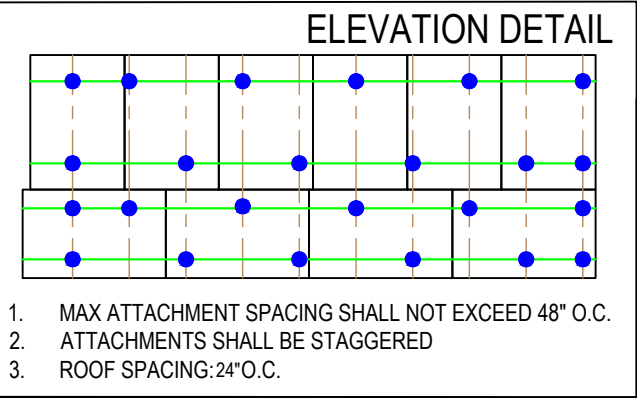 ELEVATION DETAIL
1. MAX ATTACHMENT SPACING SHALL NOT EXCEED 48" O.C.
2. ATTACHMENTS SHALL BE STAGGERED
3. ROOF SPACING: 24"O.C.